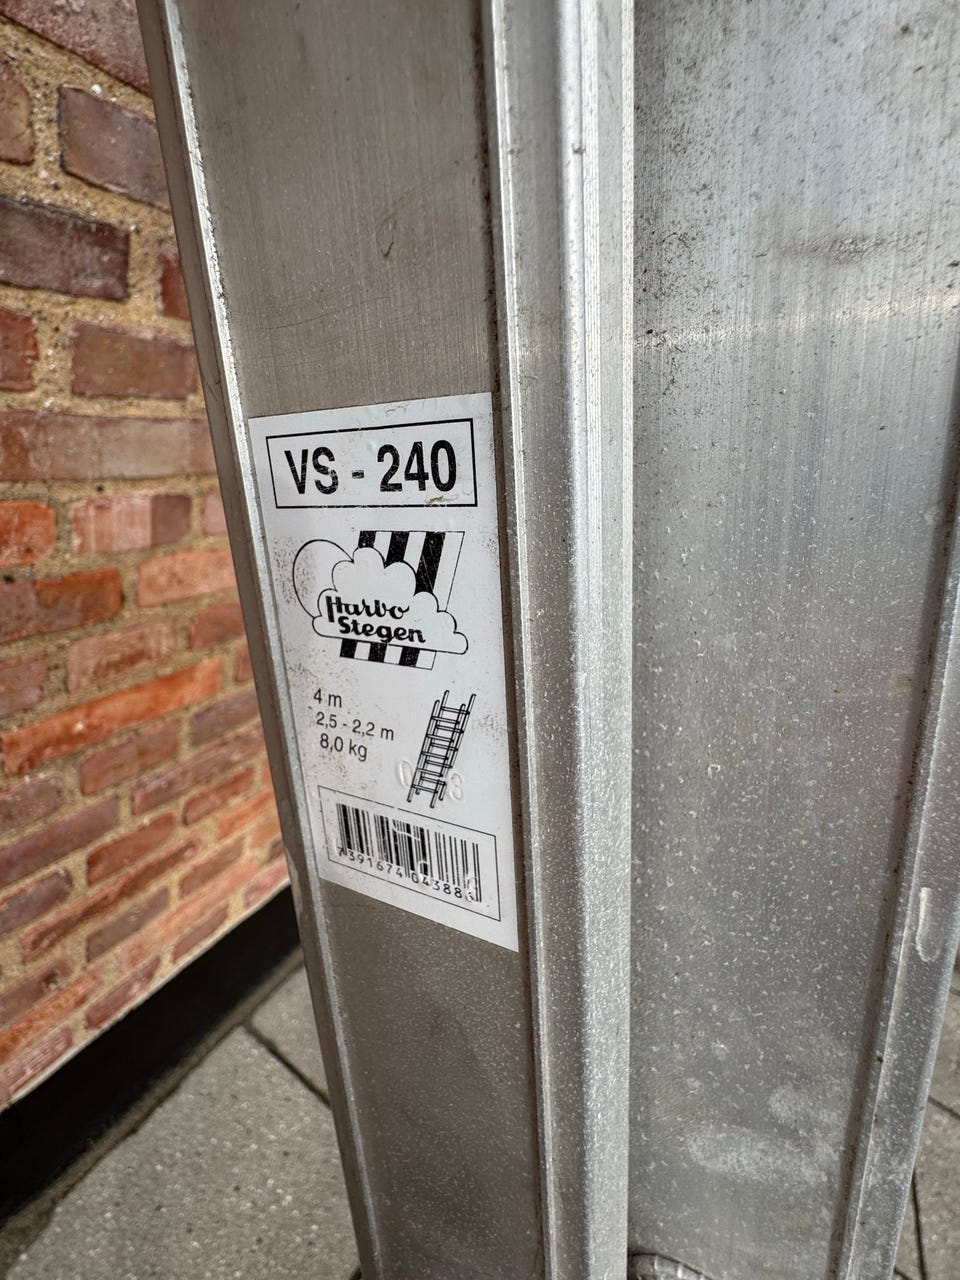 VS - 240
Harbo
Stegen
4 m
2,5 - 2,2 m
8,0 kg